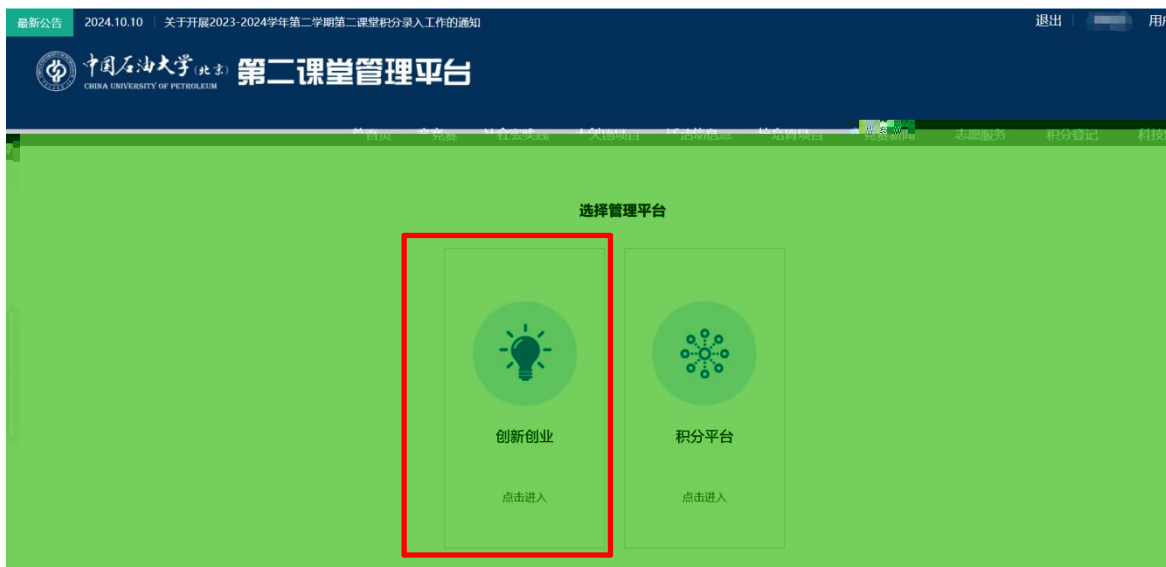 最新公告 2024.10.10 关于开展2023-2024学年第二学期第二课堂积分录入工作的通知 退出
中国石油大学(北京) 第二课堂管理平台
CHINA UNIVERSITY OF PETROLEUM
志愿服务 积分登记 科技
选择管理平台
创新创业 积分平台
点击进入 点击进入